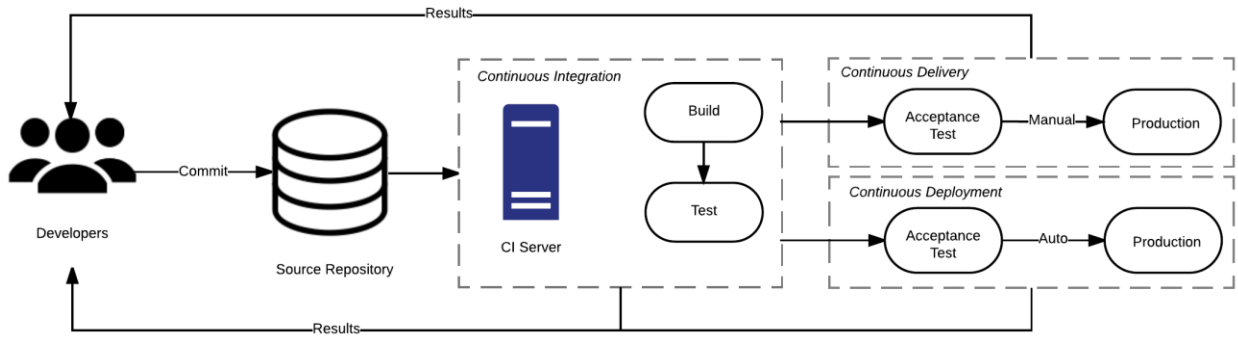 Results
Continuous Integration
Continuous Delivery
Build
Acceptance
Test
Manual
Production
Commit
Continuous Deployment
Test
Acceptance
Test
Auto
Production
Developers
CI Server
Source Repository
Results